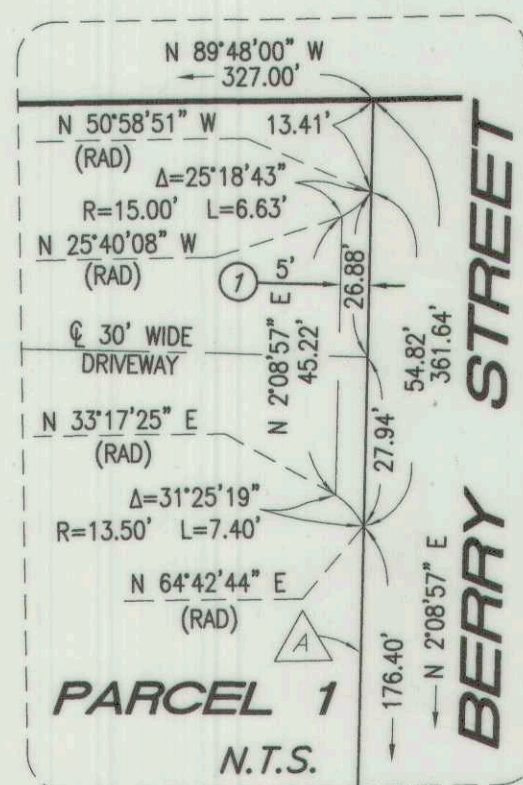 N 89°48'00" W
327.00'
N 50°58'51" W
(RAD)
13.41'
Δ=25°18'43"
R=15.00' L=6.63'
N 25°40'08" W
(RAD)
1
5'
26.88'
℄ 30' WIDE
DRIVEWAY
N 2°08'57" E
45.22'
54.82'
361.64'
N 33°17'25" E
(RAD)
27.94'
Δ=31°25'19"
R=13.50' L=7.40'
N 64°42'44" E
(RAD)
A
176.40'
N 2°08'57" E
BERRY STREET
PARCEL 1
N.T.S.